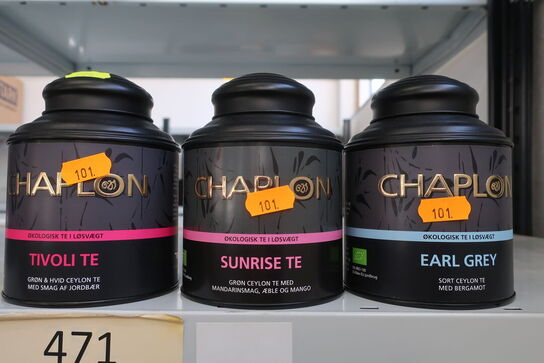 CHAPLON
101.
ØKOLOGISK TE I LØSVÆGT
TIVOLI TE
GRØN & HVID CEYLON TE
MED SMAG AF JORDBÆR
CHAPLON
101.
ØKOLOGISK TE I LØSVÆGT
SUNRISE TE
GRØN CEYLON TE MED
MANDARINSMAG, ÆBLE OG MANGO
CHAPLON
101.
ØKOLOGISK TE I LØSVÆGT
EARL GREY
SORT CEYLON TE
MED BERGAMOT
471